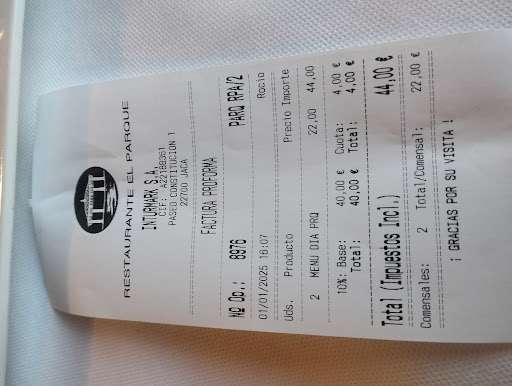 RESTAURANTE EL PARQUE
INTURMARK S.A.
CIF: A22188351
PASEO CONSTITUCION 1
22700 JACA
FACTURA PROFORMA
Nº Op.: 8976 PARQ RPA/2
01/01/2025 16:07 Rocio
Uds. Producto Precio Importe
2 MENU DIA PRQ 22,00 44,00
10%: Base: 40,00 € Cuota: 4,00 €
Total: 40,00 € Total: 4,00 €
Total (Impuestos Incl.) 44,00 €
Comensales: 2 Total/Comensal: 22,00 €
¡ GRACIAS POR SU VISITA !